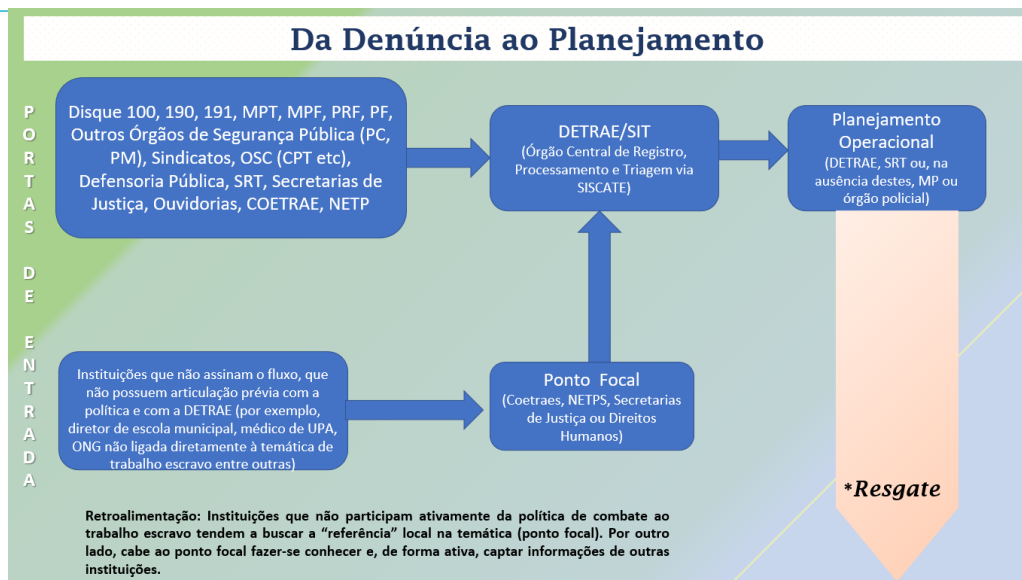 Da Denúncia ao Planejamento
PORTAS DE ENTRADA
Disque 100, 190, 191, MPT, MPF, PRF, PF,
Outros Órgãos de Segurança Pública (PC,
PM), Sindicatos, OSC (CPT etc),
Defensoria Pública, SRT, Secretarias de
Justiça, Ouvidorias, COETRAE, NETP
DETRAE/SIT
(Órgão Central de Registro,
Processamento e Triagem via
SISCATE)
Planejamento
Operacional
(DETRAE, SRT ou, na
ausência destes, MP ou
órgão policial)
Instituições que não assinam o fluxo, que
não possuem articulação prévia com a
política e com a DETRAE (por exemplo,
diretor de escola municipal, médico de UPA,
ONG não ligada diretamente à temática de
trabalho escravo entre outras)
Ponto Focal
(Coetraes, NETPS, Secretarias
de Justiça ou Direitos
Humanos)
*Resgate
Retroalimentação: Instituições que não participam ativamente da política de combate ao
trabalho escravo tendem a buscar a “referência” local na temática (ponto focal). Por outro
lado, cabe ao ponto focal fazer-se conhecer e, de forma ativa, captar informações de outras
instituições.